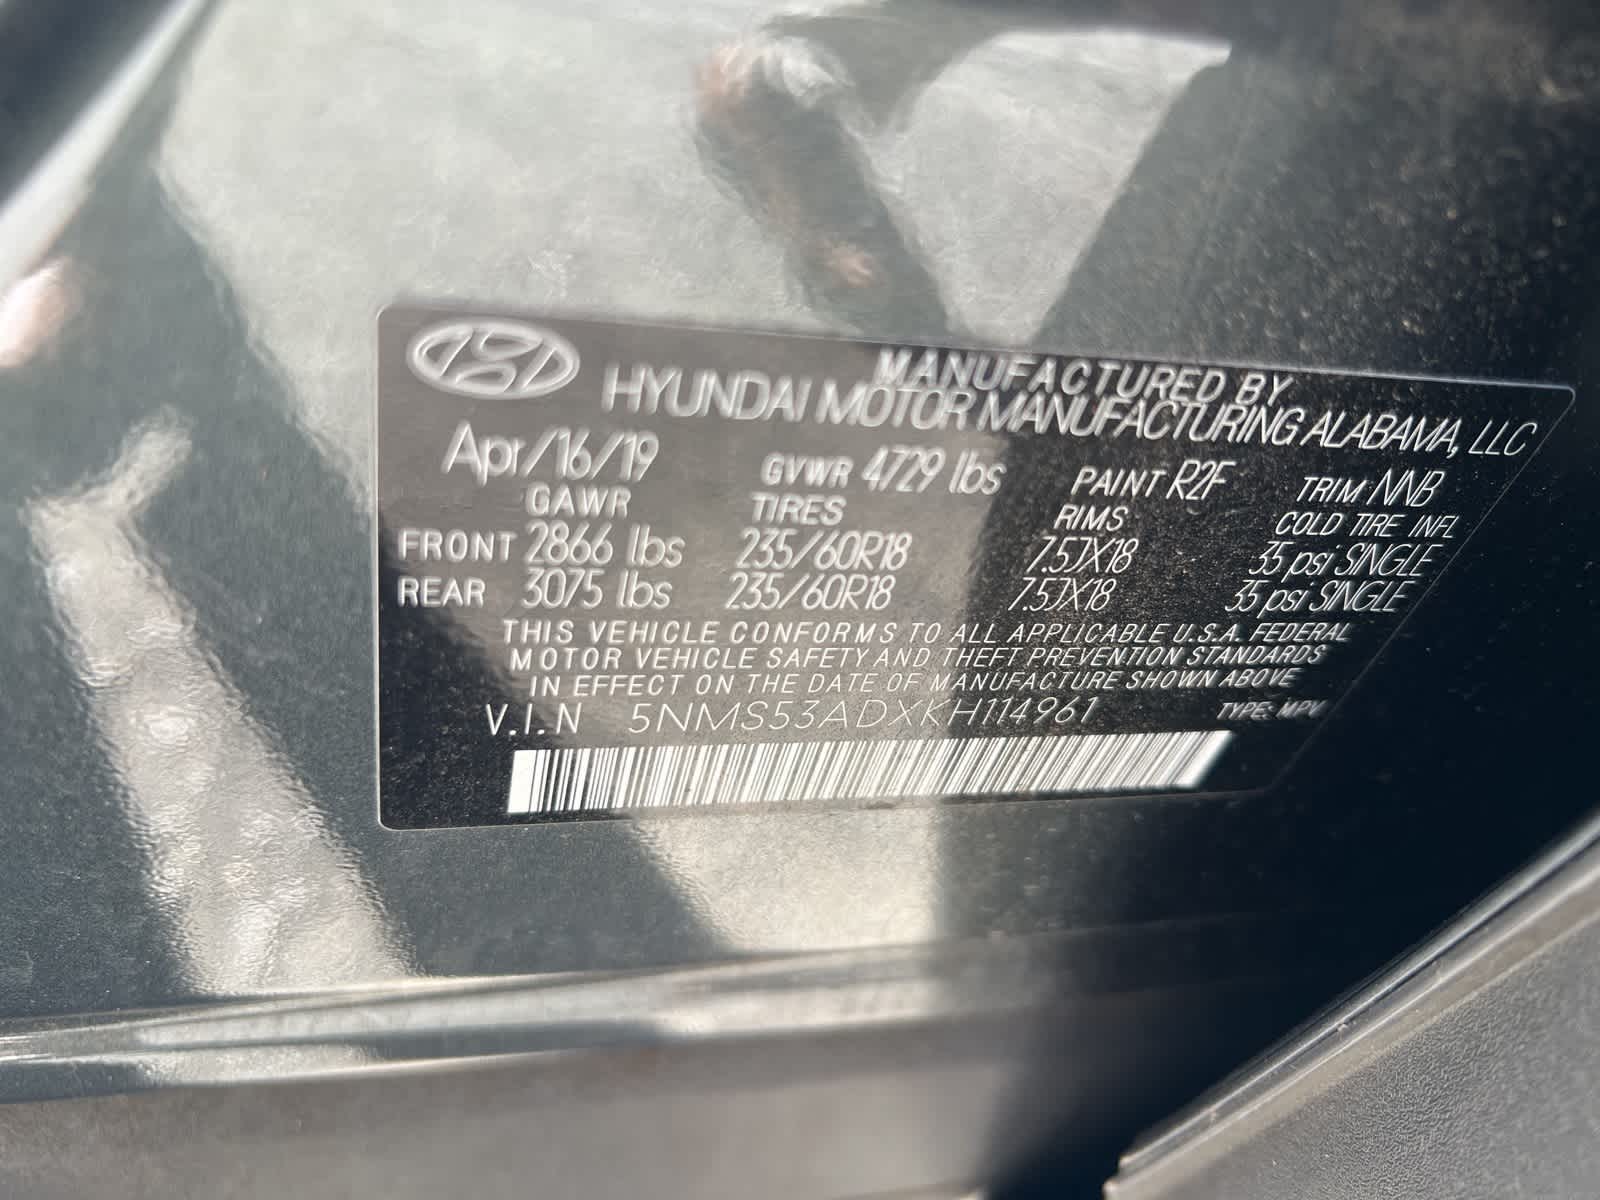 MANUFACTURED BY
HYUNDAI MOTOR MANUFACTURING ALABAMA, LLC
Apr/16/19 GVWR 4729 lbs PAINT R2F TRIM NNB
GAWR TIRES RIMS COLD TIRE INFL
FRONT 2866 lbs 235/60R18 7.5JX18 35 psi SINGLE
REAR 3075 lbs 235/60R18 7.5JX18 35 psi SINGLE
THIS VEHICLE CONFORMS TO ALL APPLICABLE U.S.A. FEDERAL
MOTOR VEHICLE SAFETY AND THEFT PREVENTION STANDARDS
IN EFFECT ON THE DATE OF MANUFACTURE SHOWN ABOVE
V.I.N 5NMS53ADXKH114961 TYPE: MPV